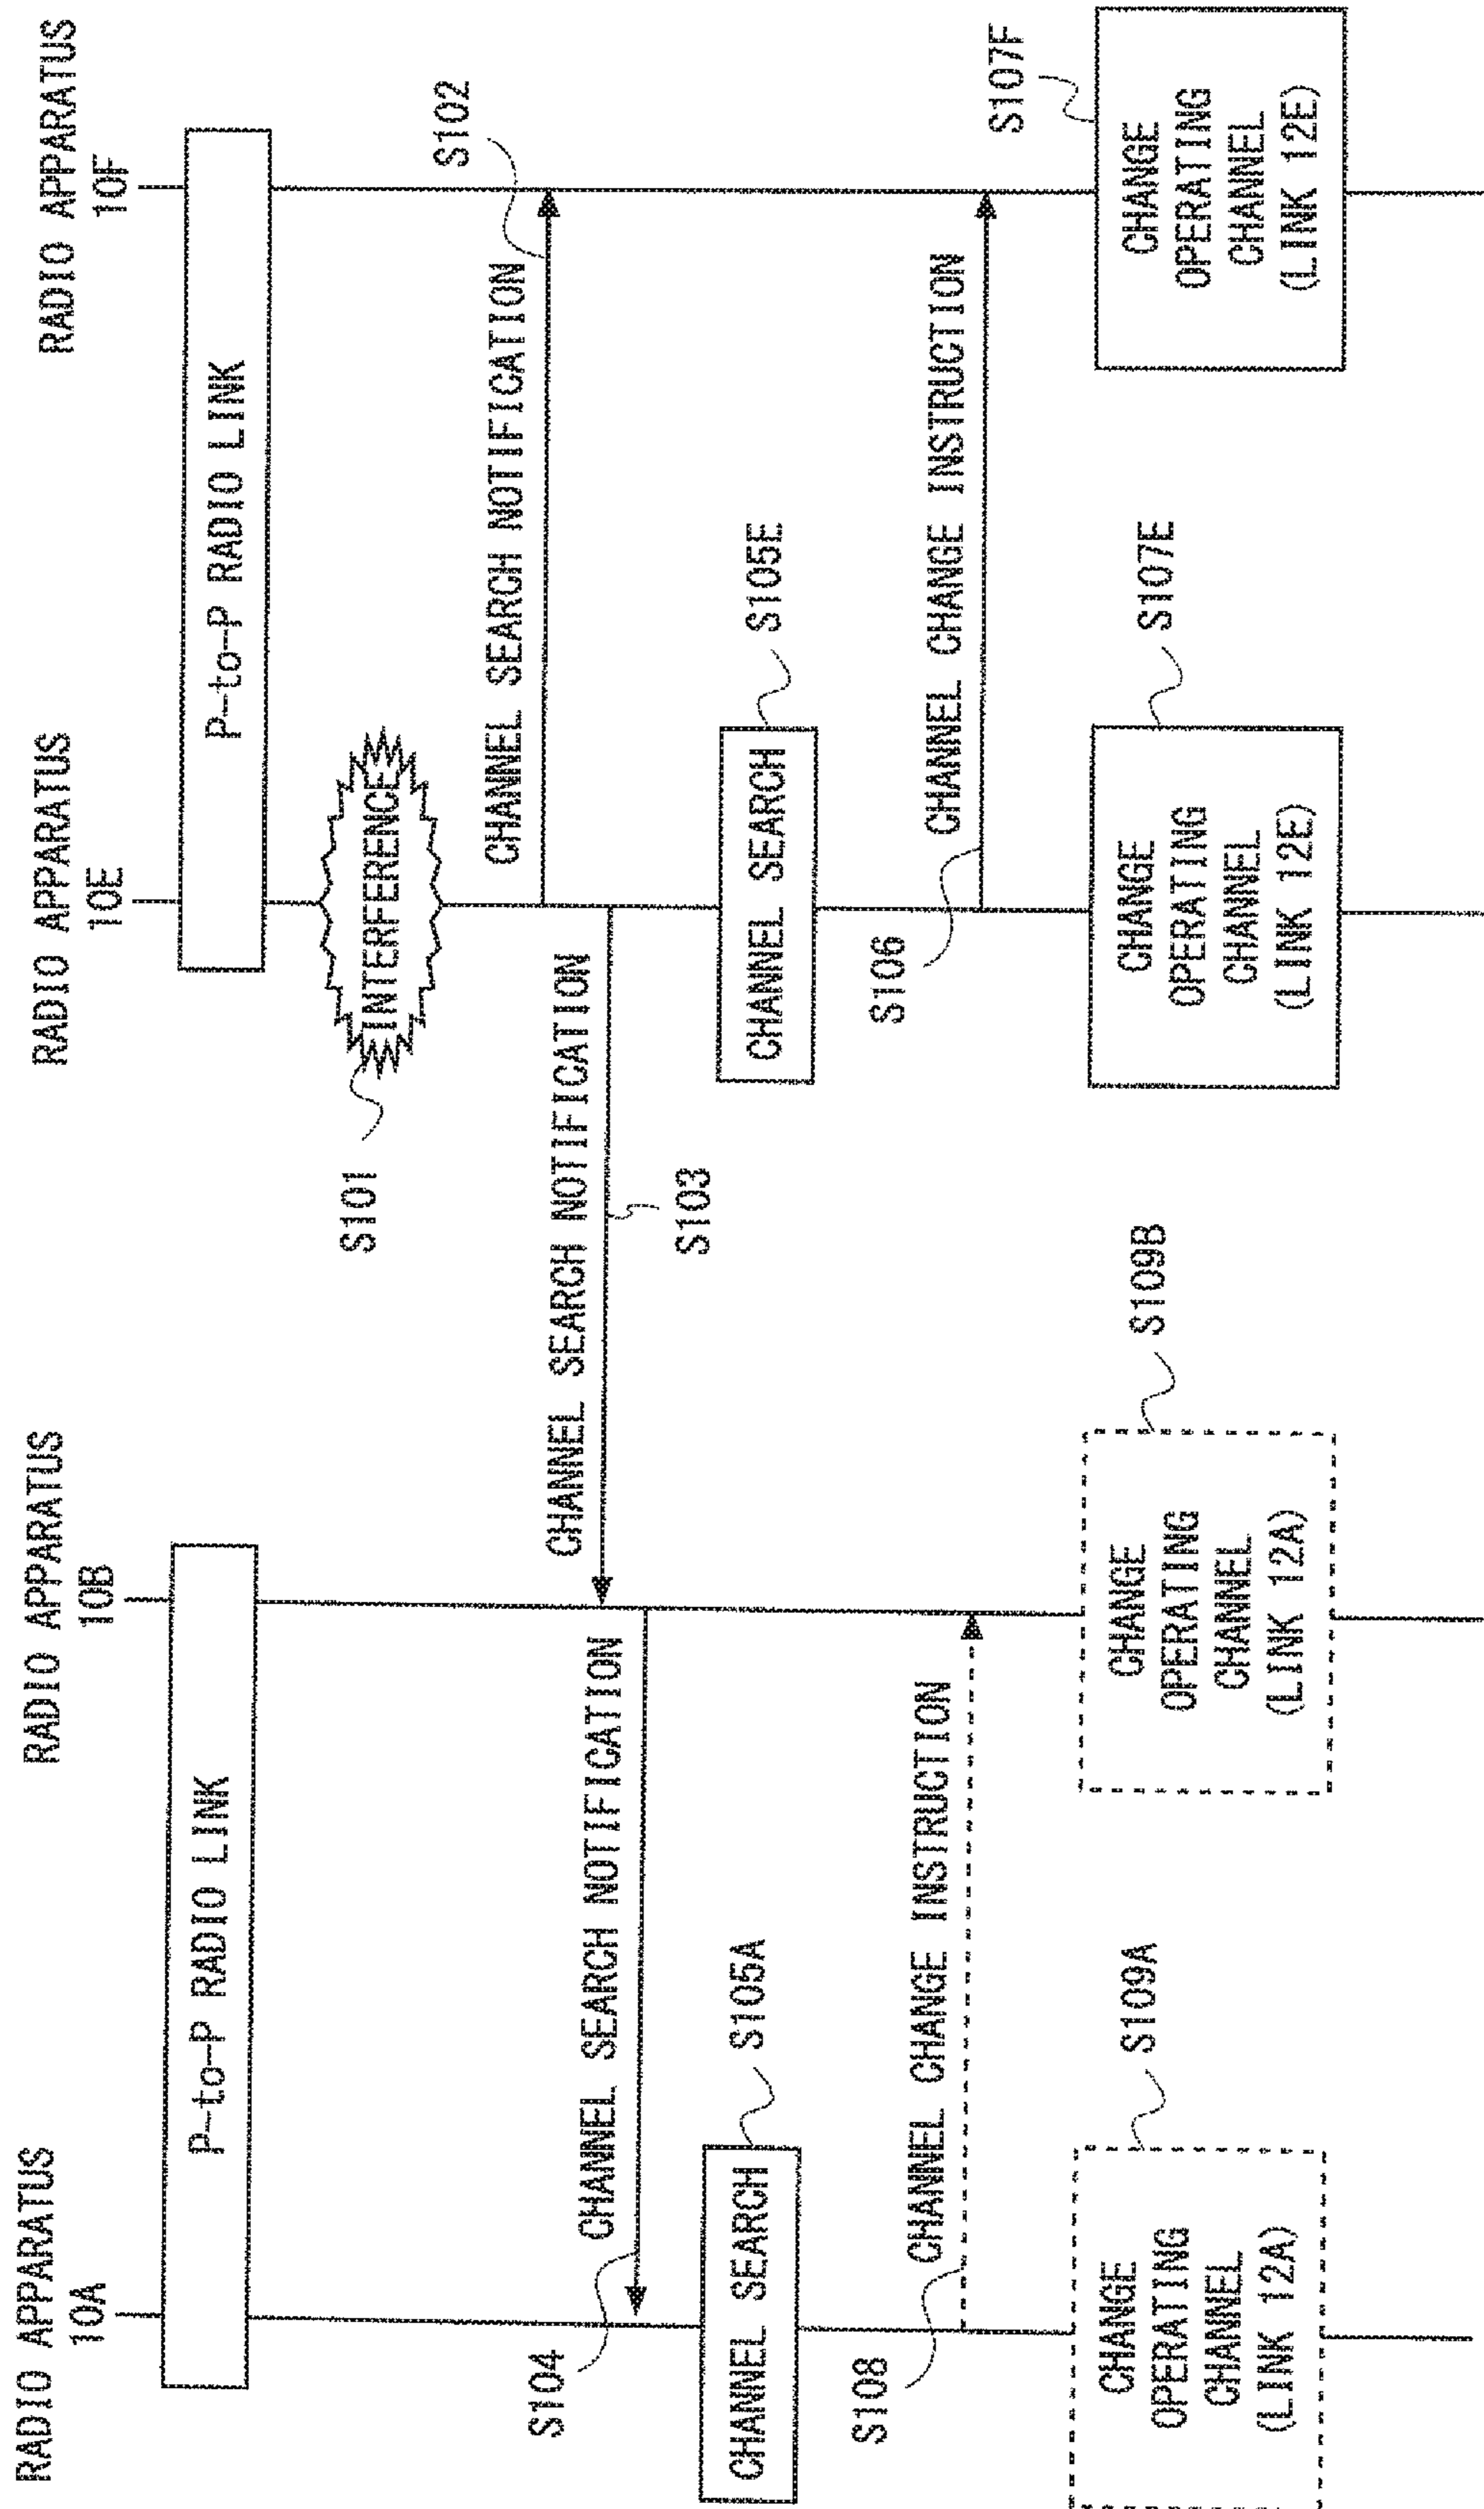 RADIO APPARATUS
10A
RADIO APPARATUS
10B
RADIO APPARATUS
10E
RADIO APPARATUS
10F
P-to-P RADIO LINK
P-to-P RADIO LINK
S101
INTERFERENCE
CHANNEL SEARCH NOTIFICATION
S102
CHANNEL SEARCH NOTIFICATION
S103
CHANNEL SEARCH NOTIFICATION
S104
CHANNEL SEARCH
S105A
CHANNEL SEARCH
S105E
CHANNEL CHANGE INSTRUCTION
S106
CHANNEL CHANGE INSTRUCTION
S108
CHANGE
OPERATING
CHANNEL
(LINK 12A)
S109A
CHANGE
OPERATING
CHANNEL
(LINK 12A)
S109B
CHANGE
OPERATING
CHANNEL
(LINK 12E)
S107E
CHANGE
OPERATING
CHANNEL
(LINK 12E)
S107F